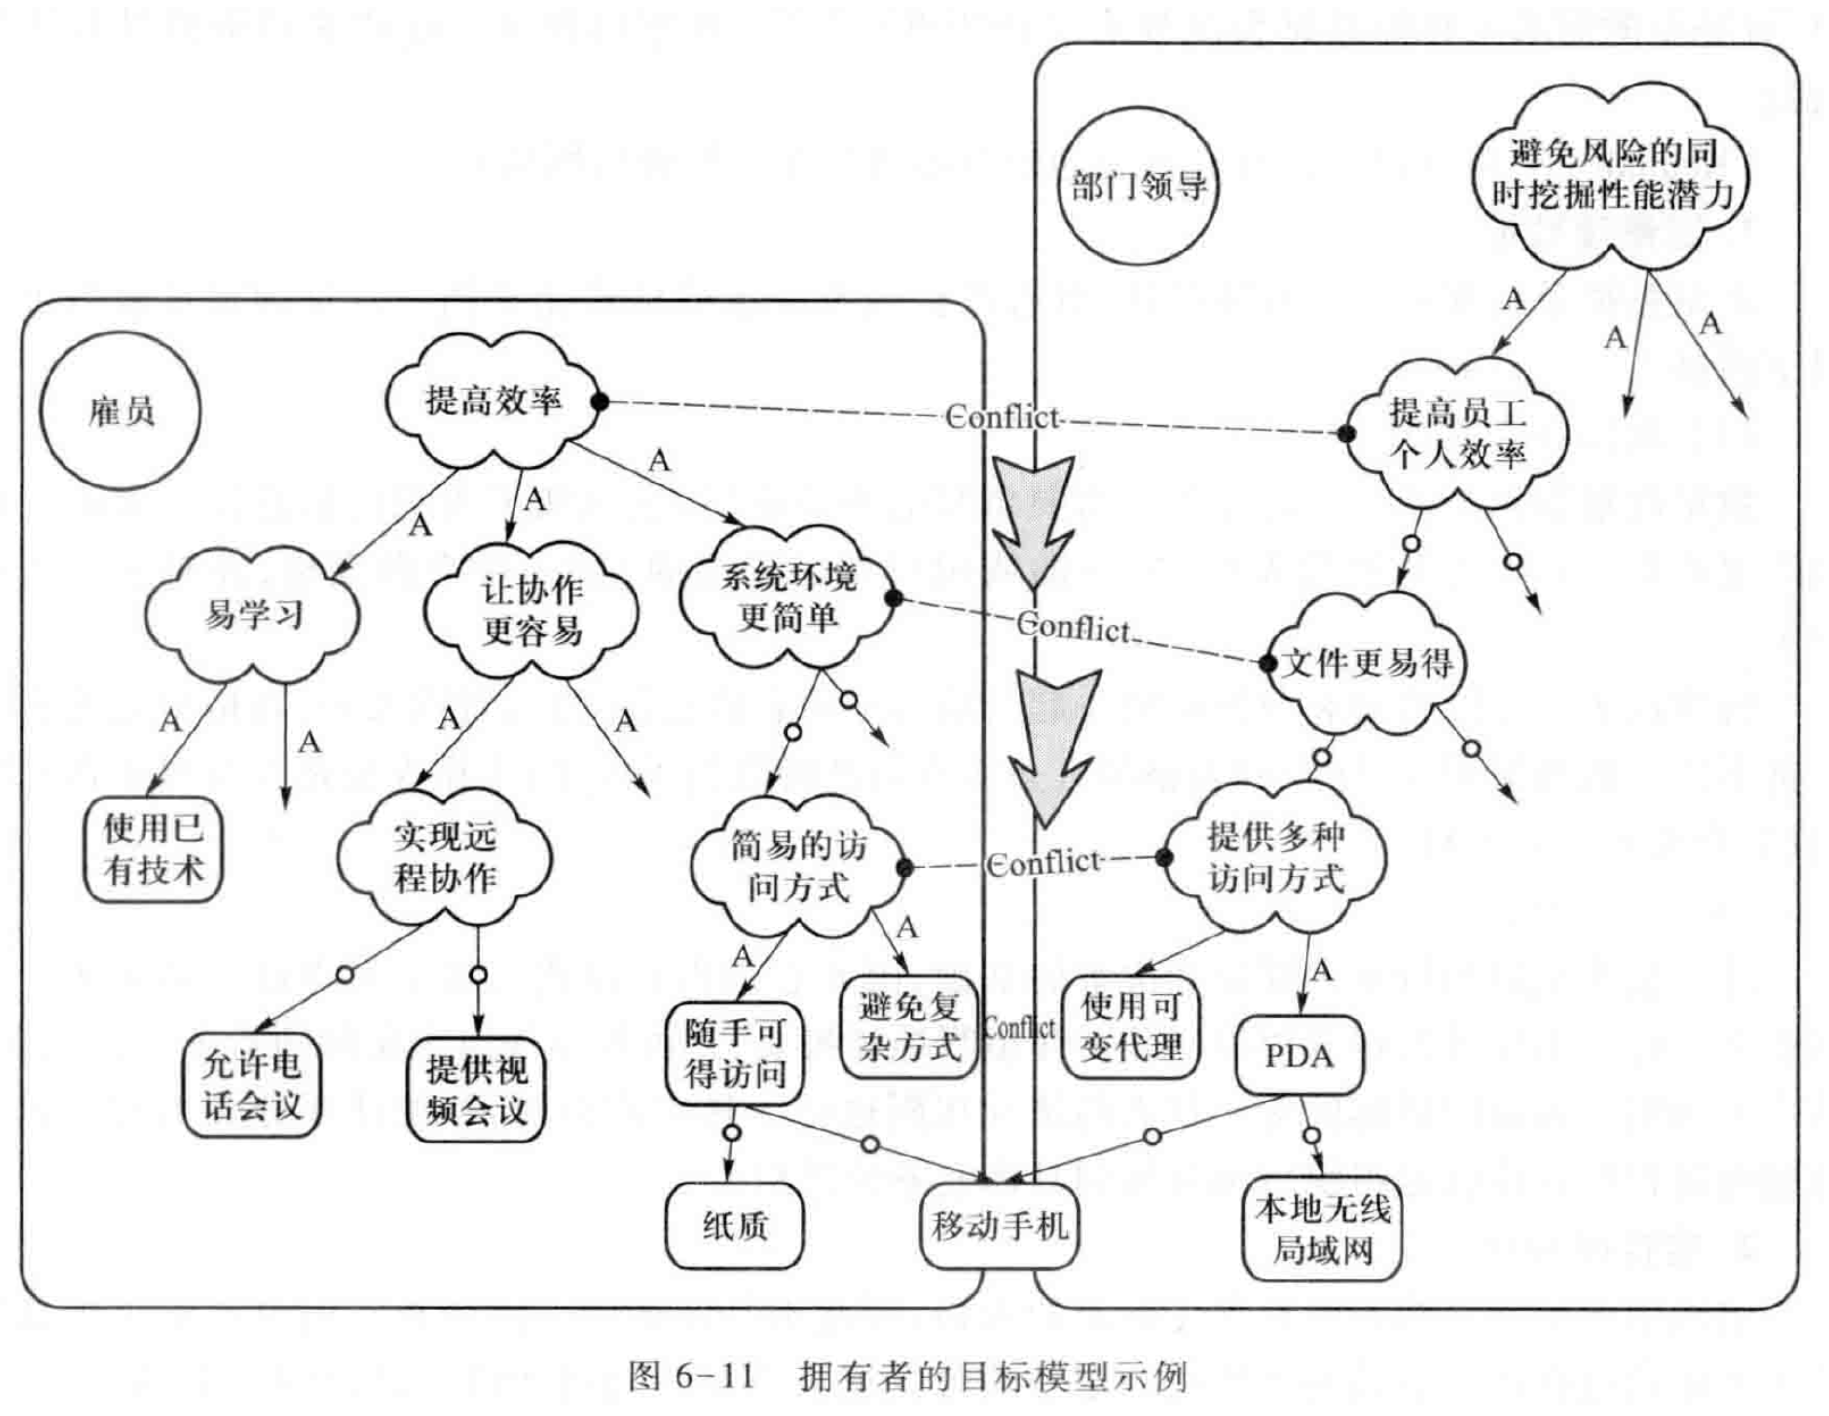 部门领导
避免风险的同
时挖掘性能潜力
A
A
A
雇员
提高效率
Conflict
提高员工
个人效率
A
A
A
易学习
让协作
更容易
系统环境
更简单
Conflict
文件更易得
A
A
A
A
使用已
有技术
实现远
程协作
简易的访
问方式
Conflict
提供多种
访问方式
A
A
A
允许电
话会议
提供视
频会议
随手可
得访问
避免复
杂方式
Conflict
使用可
变代理
PDA
纸质
移动手机
本地无线
局域网
图 6-11 拥有者的目标模型示例